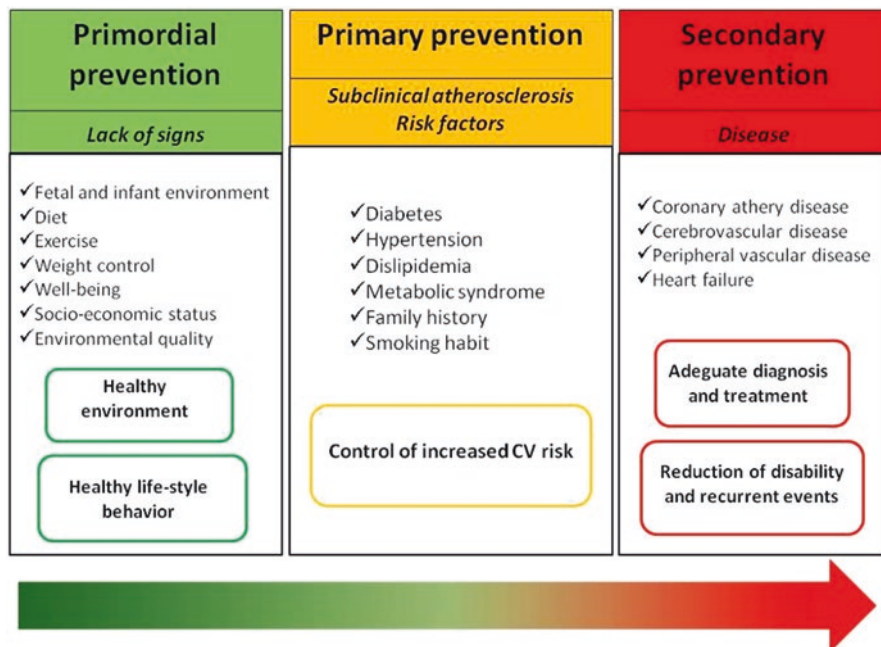 Primordial
prevention
Lack of signs
✓Fetal and infant environment
✓Diet
✓Exercise
✓Weight control
✓Well-being
✓Socio-economic status
✓Environmental quality
Healthy
environment
Healthy life-style
behavior
Primary prevention
Subclinical atherosclerosis
Risk factors
✓Diabetes
✓Hypertension
✓Dislipidemia
✓Metabolic syndrome
✓Family history
✓Smoking habit
Control of increased CV risk
Secondary
prevention
Disease
✓Coronary athery disease
✓Cerebrovascular disease
✓Peripheral vascular disease
✓Heart failure
Adeguate diagnosis
and treatment
Reduction of disability
and recurrent events